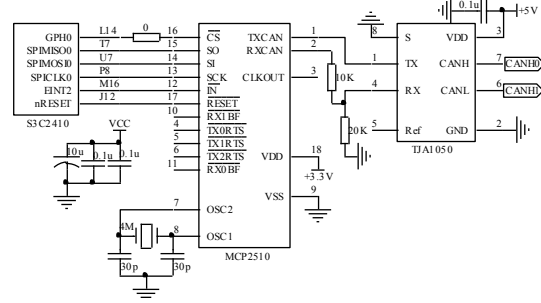 0.1u
+5V
GPH0 L14 0 16 CS TXCAN 1 8 S VDD 3
SPIMISO0 T7 15 SO RXCAN 2
SPIMOSI0 U7 14 SI 1 TX CANH 7 CANH0
SPICLK0 P8 13 SCK CLKOUT 3 10K
EINT2 M16 12 IN 4 RX CANL 6 CANL
nRESET J12 17 RESET
S3C2410 10 RX1BF
4 TX0RTS 20K 5 Ref GND 2
VCC 5 TX1RTS TJA1050
10u 0.1u 0.1u 6 TX2RTS VDD 18
11 RX0BF +3.3V
VSS 9
7 OSC2
4M 8 OSC1
MCP2510
30p 30p